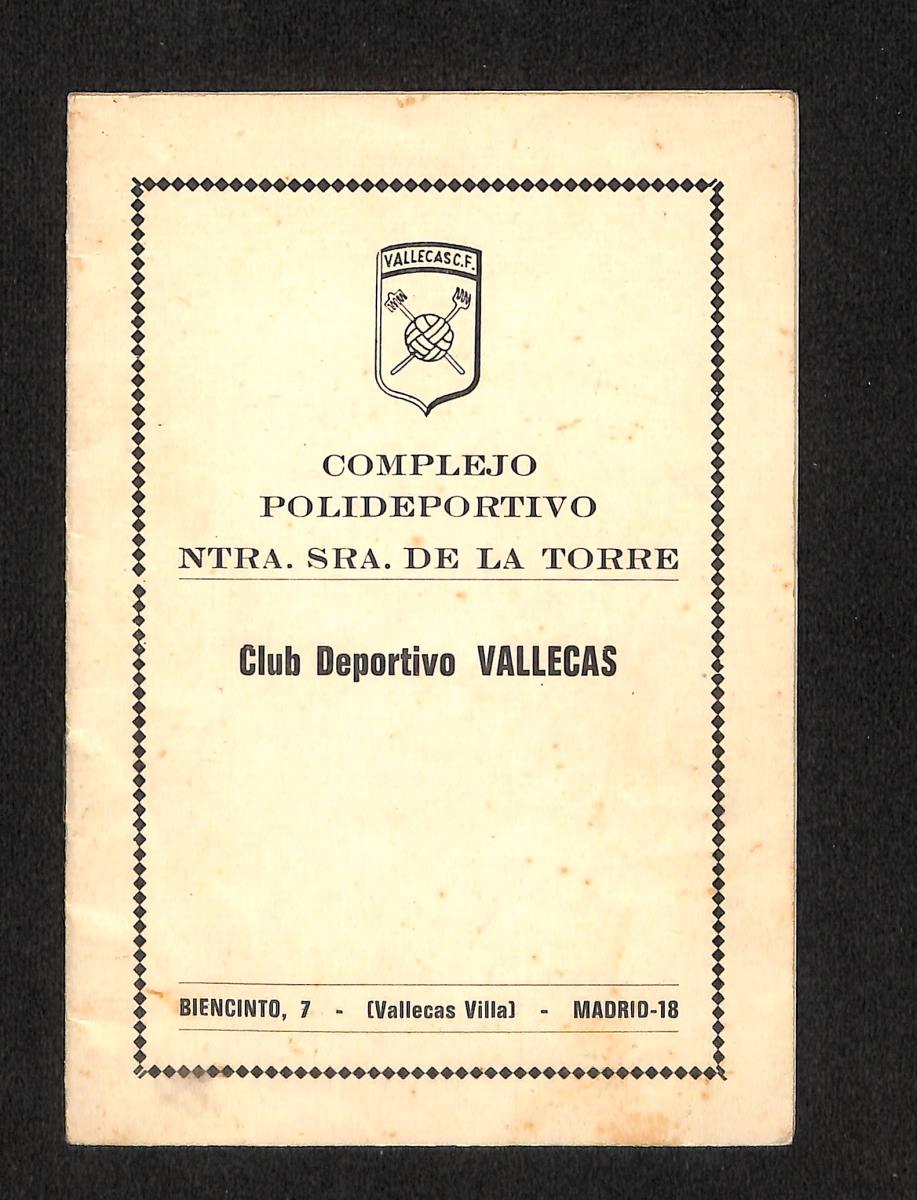 VALLECAS C.F.
COMPLEJO
POLIDEPORTIVO
NTRA. SRA. DE LA TORRE
Club Deportivo VALLECAS
BIENCINTO, 7 - (Vallecas Villa) - MADRID-18